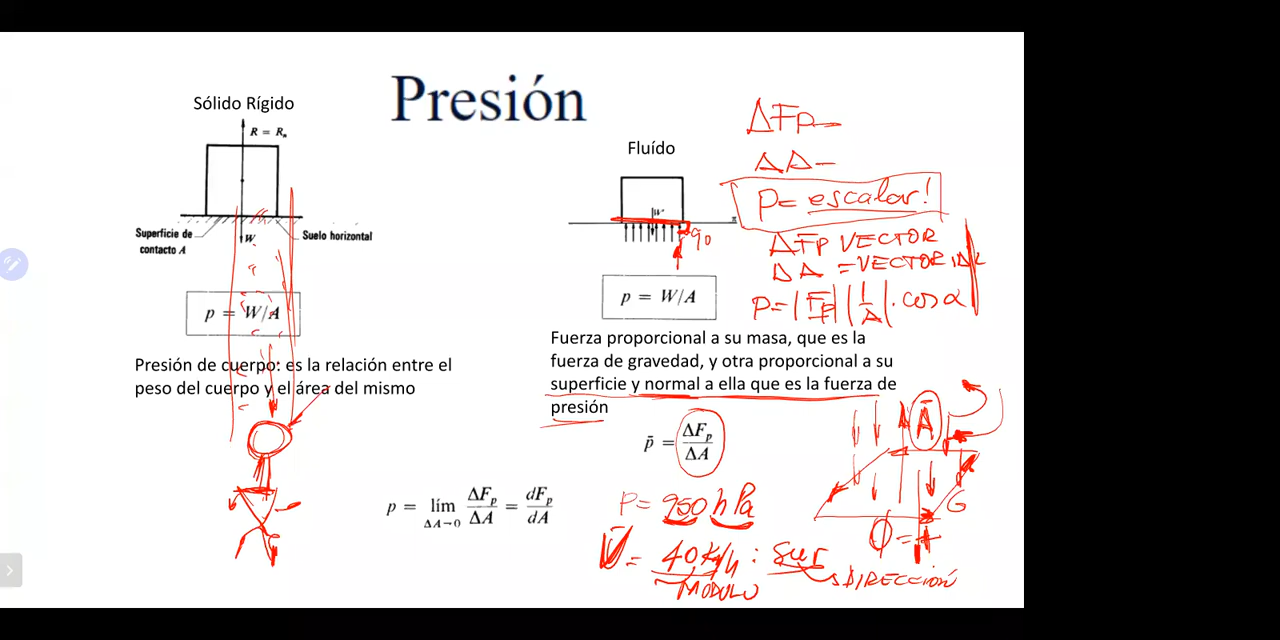 Presión
Sólido Rígido
R = Rₙ
W
Superficie de
contacto A
Suelo horizontal
p = W/A
Presión de cuerpo: es la relación entre el
peso del cuerpo y el área del mismo
p = lím ΔA→0 ΔFp/ΔA = dFp/dA
Fluído
W
x
90
p = W/A
Fuerza proporcional a su masa, que es la
fuerza de gravedad, y otra proporcional a su
superficie y normal a ella que es la fuerza de
presión
p̄ = ΔFp/ΔA
P = 950 hPa
V̄ = 40 Km/h : sur
MODULO
DIRECCIÓN
ΔFp =
ΔA =
P = escalar!
ΔFp VECTOR
ΔA = VECTOR
P = |Fp| |1/A| . cos α
Ā
G